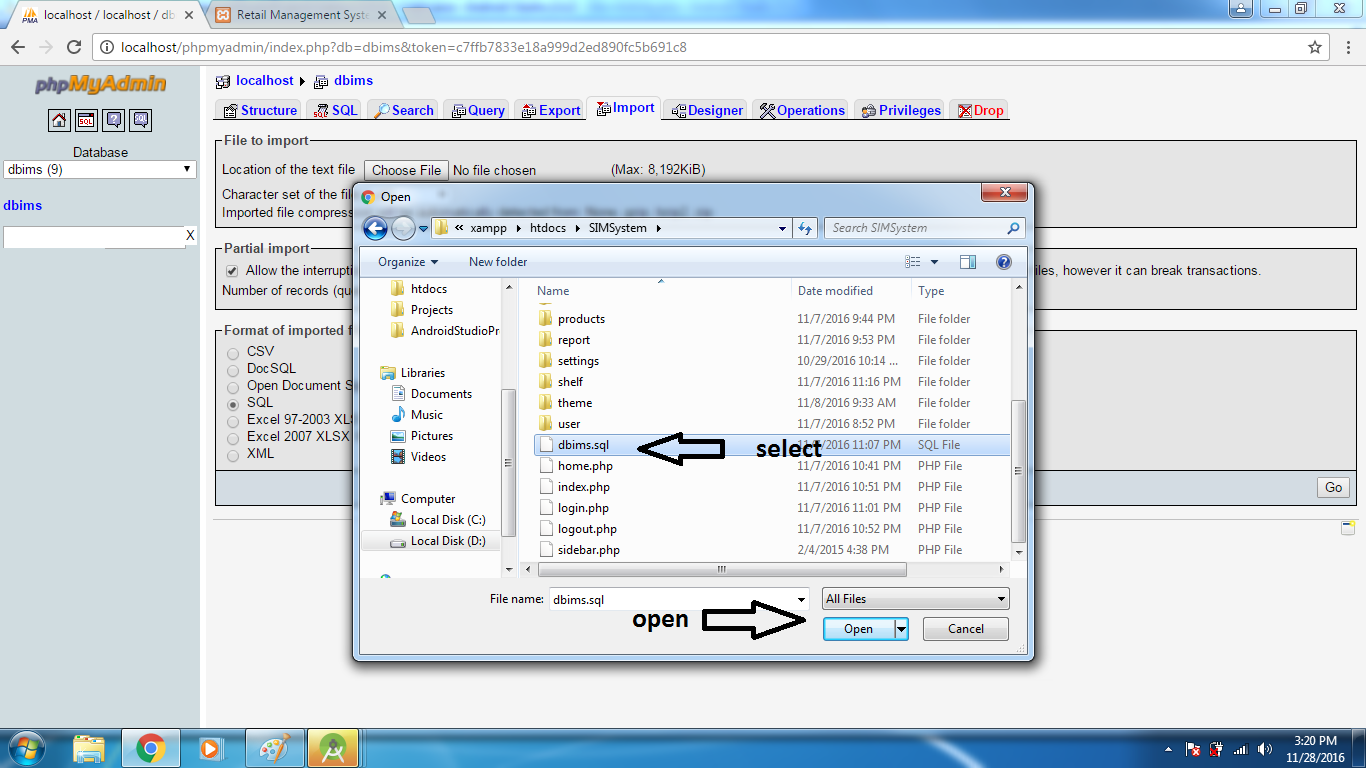 localhost / localhost / db
Retail Management Syste
localhost/phpmyadmin/index.php?db=dbims&token=c7ffb7833e18a999d2ed890fc5b691c8
phpMyAdmin
Database
dbims (9)
dbims
X
localhost
dbims
Structure
SQL
Search
Query
Export
Import
Designer
Operations
Privileges
Drop
File to import
Location of the text file
Choose File
No file chosen
(Max: 8,192KiB)
Character set of the fil
Imported file compress
Partial import
Allow the interrupti
iles, however it can break transactions.
Number of records (qu
Format of imported f
CSV
DocSQL
Open Document S
SQL
Excel 97-2003 XLS
Excel 2007 XLSX
XML
Go
Open
« xampp
htdocs
SIMSystem
Search SIMSystem
Organize
New folder
htdocs
Projects
AndroidStudioPr
Libraries
Documents
Music
Pictures
Videos
Computer
Local Disk (C:)
Local Disk (D:)
Name Date modified Type
products 11/7/2016 9:44 PM File folder
report 11/7/2016 9:53 PM File folder
settings 10/29/2016 10:14 ... File folder
shelf 11/7/2016 11:16 PM File folder
theme 11/8/2016 9:33 AM File folder
user 11/7/2016 8:52 PM File folder
dbims.sql 2016 11:07 PM SQL File
select
home.php 11/7/2016 10:41 PM PHP File
index.php 11/7/2016 10:51 PM PHP File
login.php 11/7/2016 11:01 PM PHP File
logout.php 11/7/2016 10:52 PM PHP File
sidebar.php 2/4/2015 4:38 PM PHP File
File name: dbims.sql
All Files
open
Open
Cancel
3:20 PM
11/28/2016